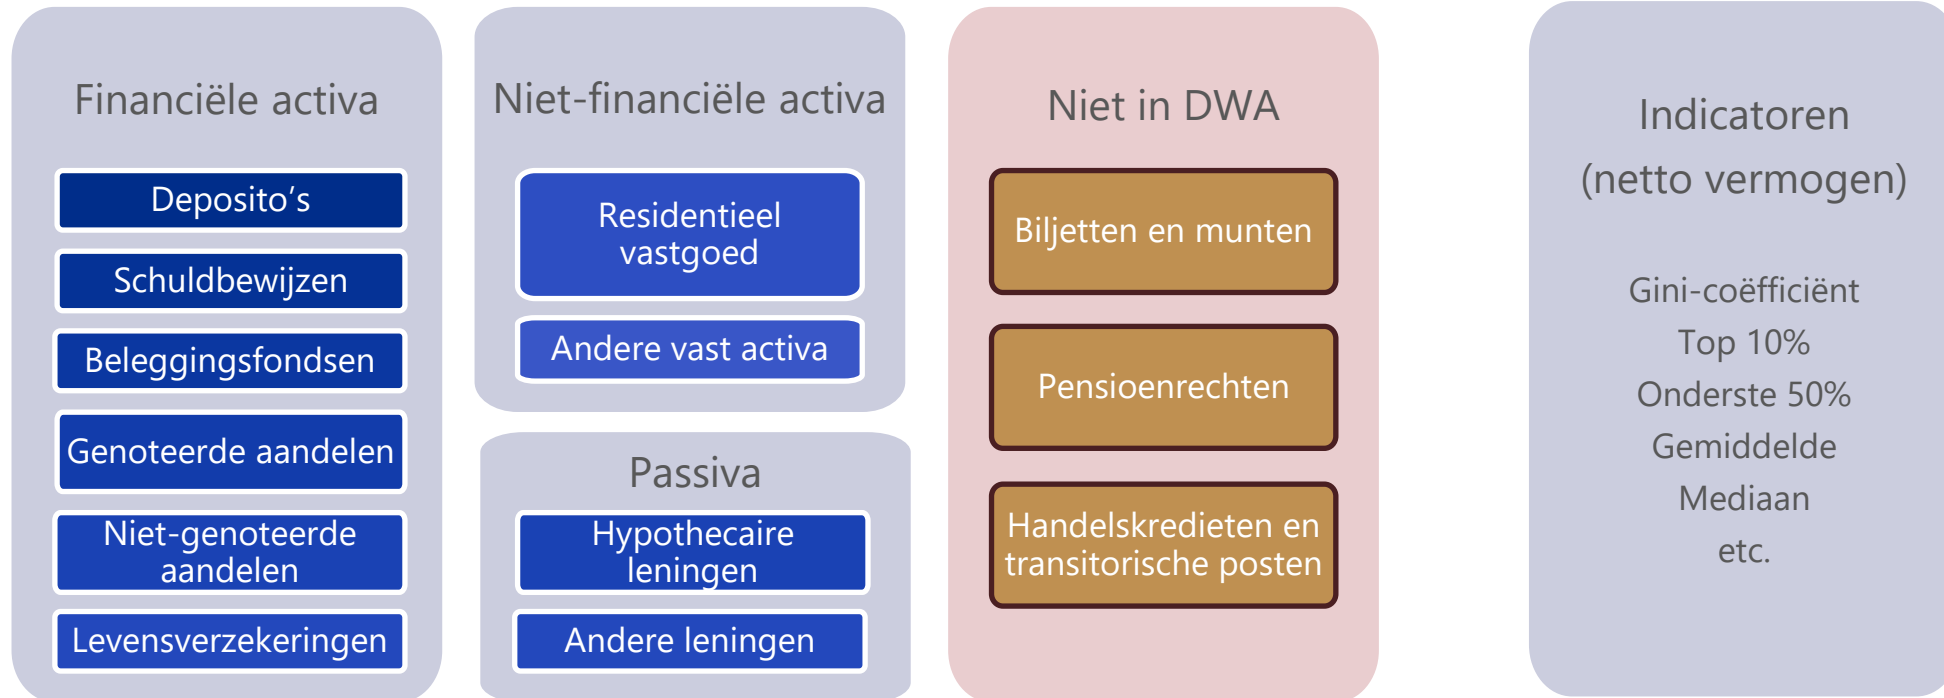 Financiële activa
Deposito’s
Schuldbewijzen
Beleggingsfondsen
Genoteerde aandelen
Niet-genoteerde
aandelen
Levensverzekeringen
Niet-financiële activa
Residentieel
vastgoed
Andere vast activa
Passiva
Hypothecaire
leningen
Andere leningen
Niet in DWA
Biljetten en munten
Pensioenrechten
Handelskredieten en
transitorische posten
Indicatoren
(netto vermogen)
Gini-coëfficiënt
Top 10%
Onderste 50%
Gemiddelde
Mediaan
etc.